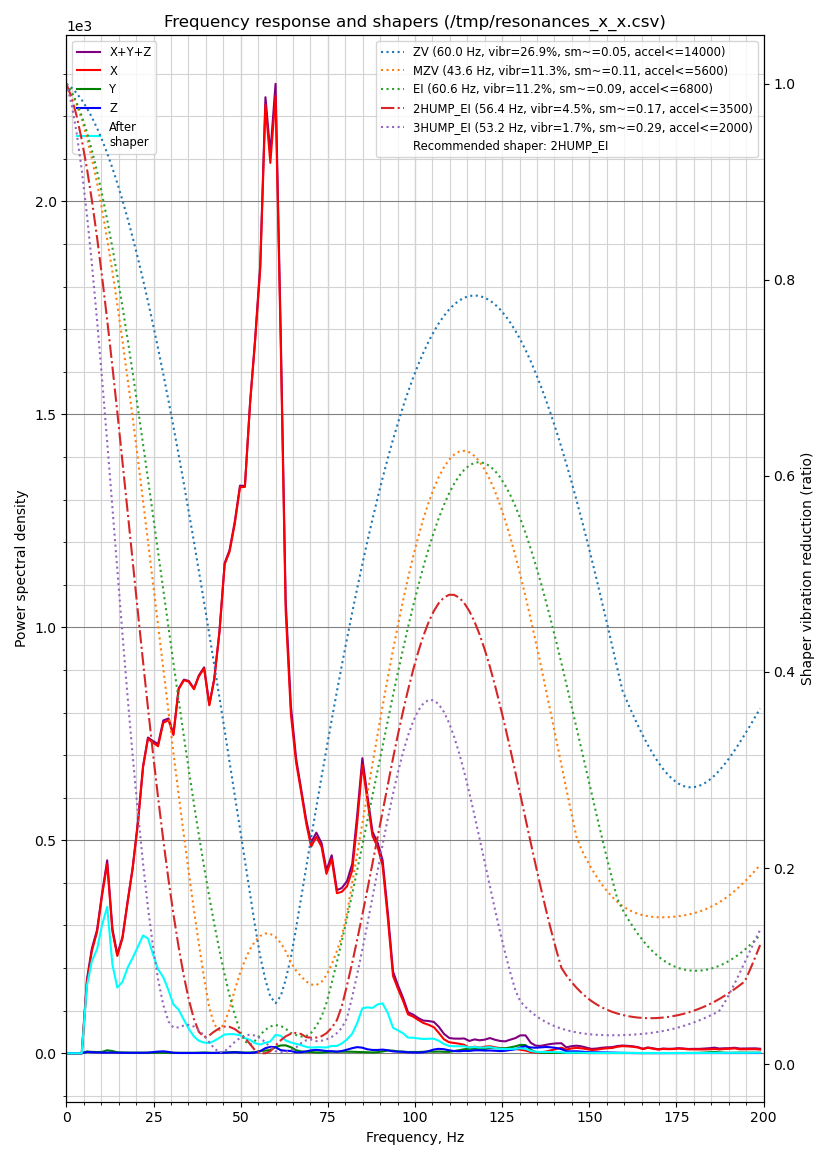 Frequency response and shapers (/tmp/resonances_x_x.csv)
1e3
X+Y+Z
X
Y
Z
After
shaper
ZV (60.0 Hz, vibr=26.9%, sm~=0.05, accel<=14000)
MZV (43.6 Hz, vibr=11.3%, sm~=0.11, accel<=5600)
EI (60.6 Hz, vibr=11.2%, sm~=0.09, accel<=6800)
2HUMP_EI (56.4 Hz, vibr=4.5%, sm~=0.17, accel<=3500)
3HUMP_EI (53.2 Hz, vibr=1.7%, sm~=0.29, accel<=2000)
Recommended shaper: 2HUMP_EI
Power spectral density
2.0
1.5
1.0
0.5
0.0
1.0
0.8
0.6
0.4
0.2
0.0
Shaper vibration reduction (ratio)
0 25 50 75 100 125 150 175 200
Frequency, Hz